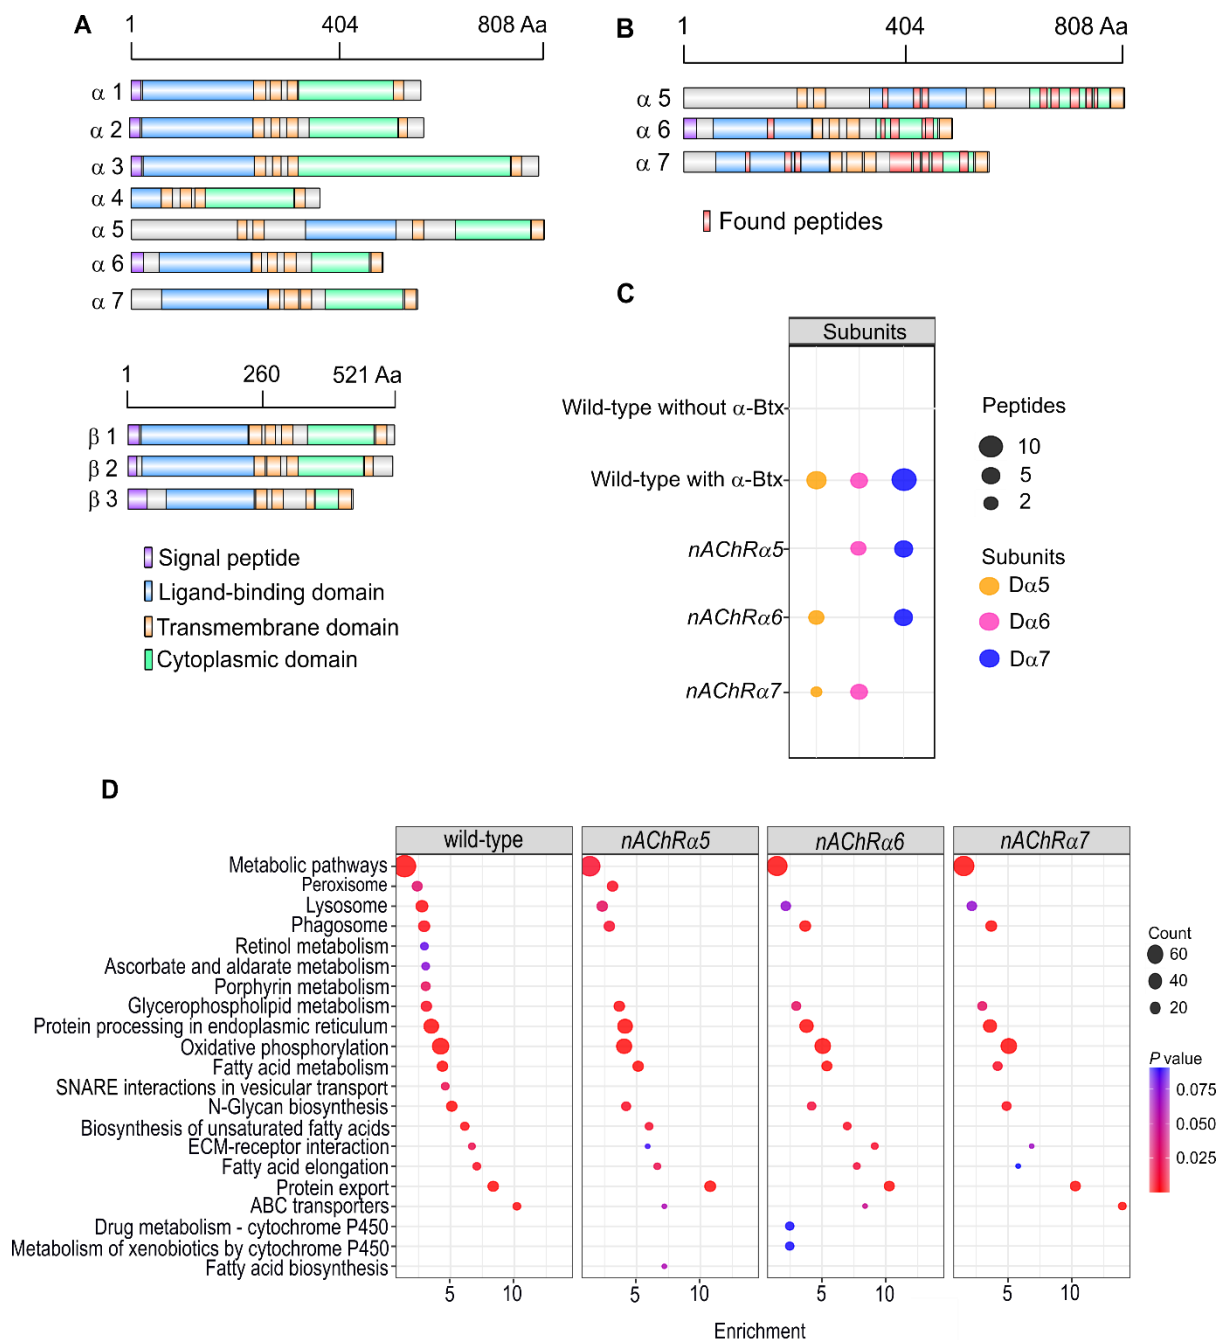 A
1 404 808 Aa
α 1
α 2
α 3
α 4
α 5
α 6
α 7
1 260 521 Aa
β 1
β 2
β 3
Signal peptide
Ligand-binding domain
Transmembrane domain
Cytoplasmic domain
B
1 404 808 Aa
α 5
α 6
α 7
Found peptides
C
Subunits
Wild-type without α-Btx
Wild-type with α-Btx
nAChRα5
nAChRα6
nAChRα7
Peptides
10
5
2
Subunits
Dα5
Dα6
Dα7
D
wild-type nAChRα5 nAChRα6 nAChRα7
Metabolic pathways
Peroxisome
Lysosome
Phagosome
Retinol metabolism
Ascorbate and aldarate metabolism
Porphyrin metabolism
Glycerophospholipid metabolism
Protein processing in endoplasmic reticulum
Oxidative phosphorylation
Fatty acid metabolism
SNARE interactions in vesicular transport
N-Glycan biosynthesis
Biosynthesis of unsaturated fatty acids
ECM-receptor interaction
Fatty acid elongation
Protein export
ABC transporters
Drug metabolism - cytochrome P450
Metabolism of xenobiotics by cytochrome P450
Fatty acid biosynthesis
5 10 5 10 5 10 5 10
Enrichment
Count
60
40
20
P value
0.075
0.050
0.025